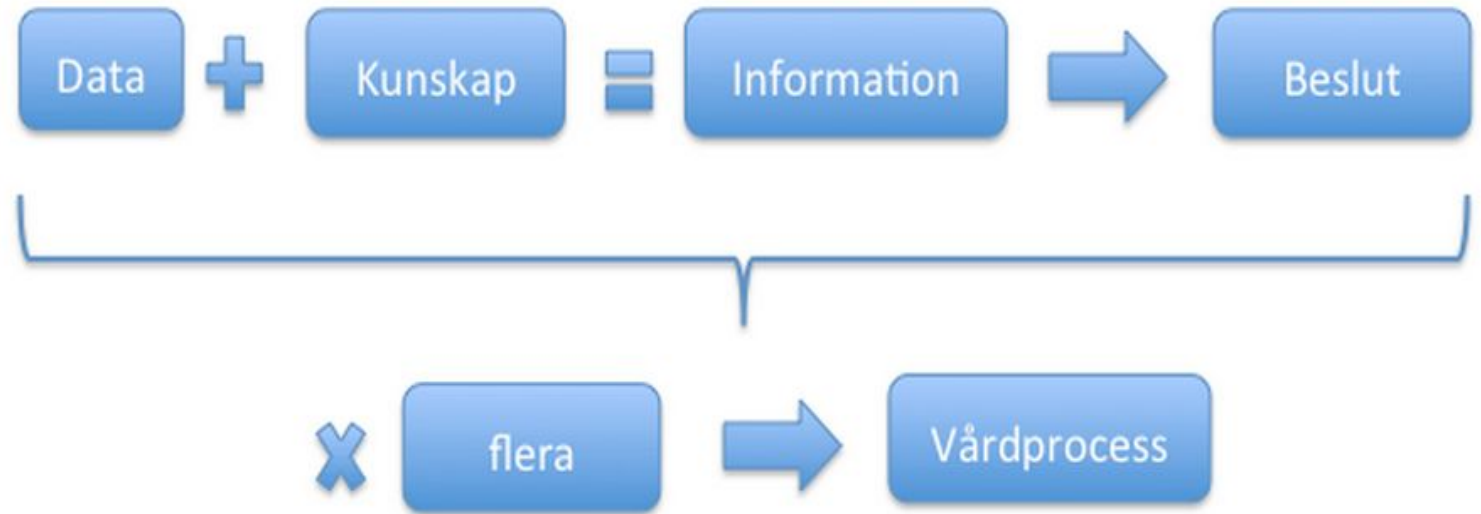 Data
Kunskap
Information
Beslut
flera
Vårdprocess